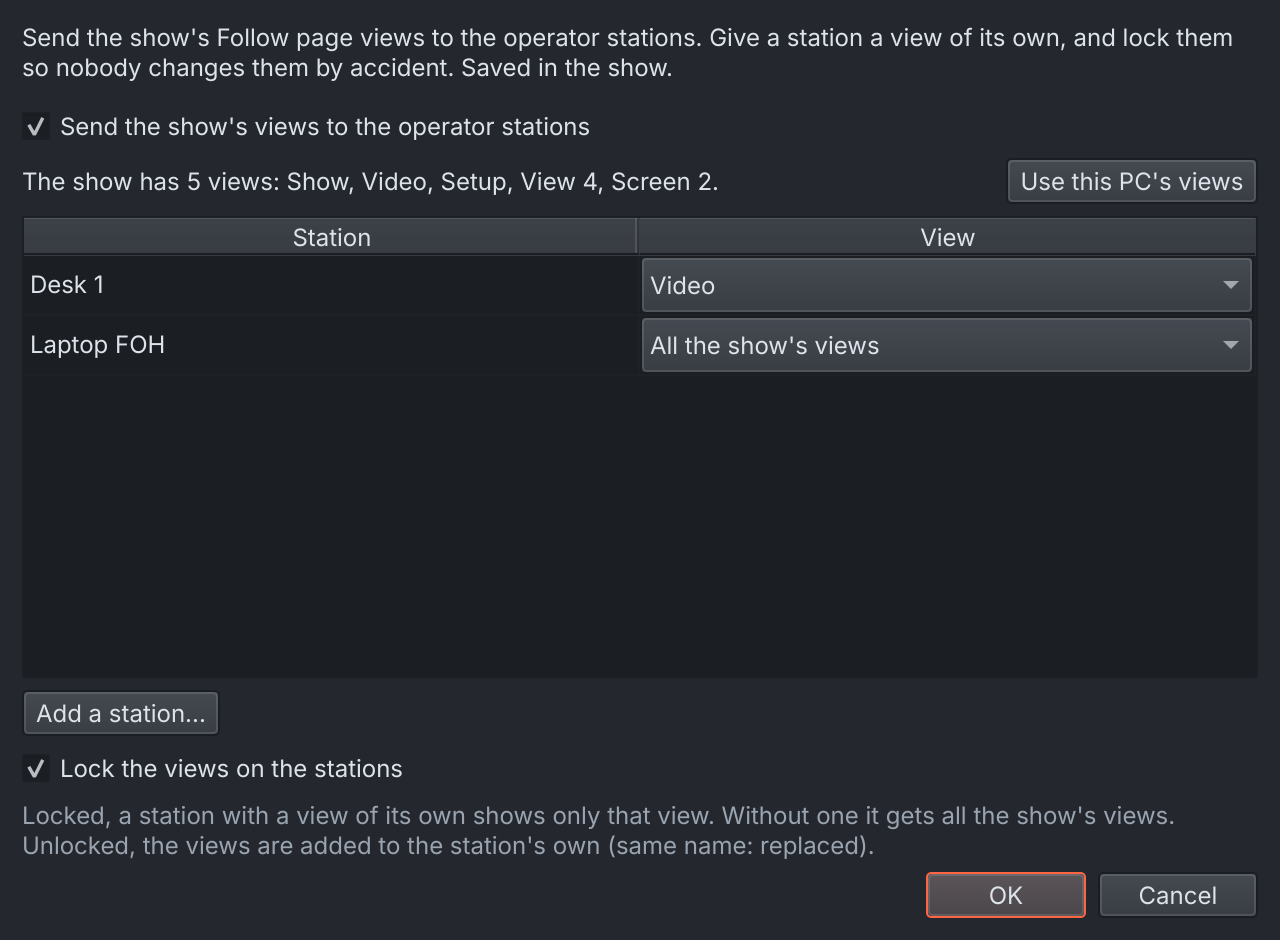 Send the show's Follow page views to the operator stations. Give a station a view of its own, and lock them
so nobody changes them by accident. Saved in the show.
Send the show's views to the operator stations
The show has 5 views: Show, Video, Setup, View 4, Screen 2.
Use this PC's views
Station
View
Desk 1
Video
Laptop FOH
All the show's views
Add a station...
Lock the views on the stations
Locked, a station with a view of its own shows only that view. Without one it gets all the show's views.
Unlocked, the views are added to the station's own (same name: replaced).
OK
Cancel